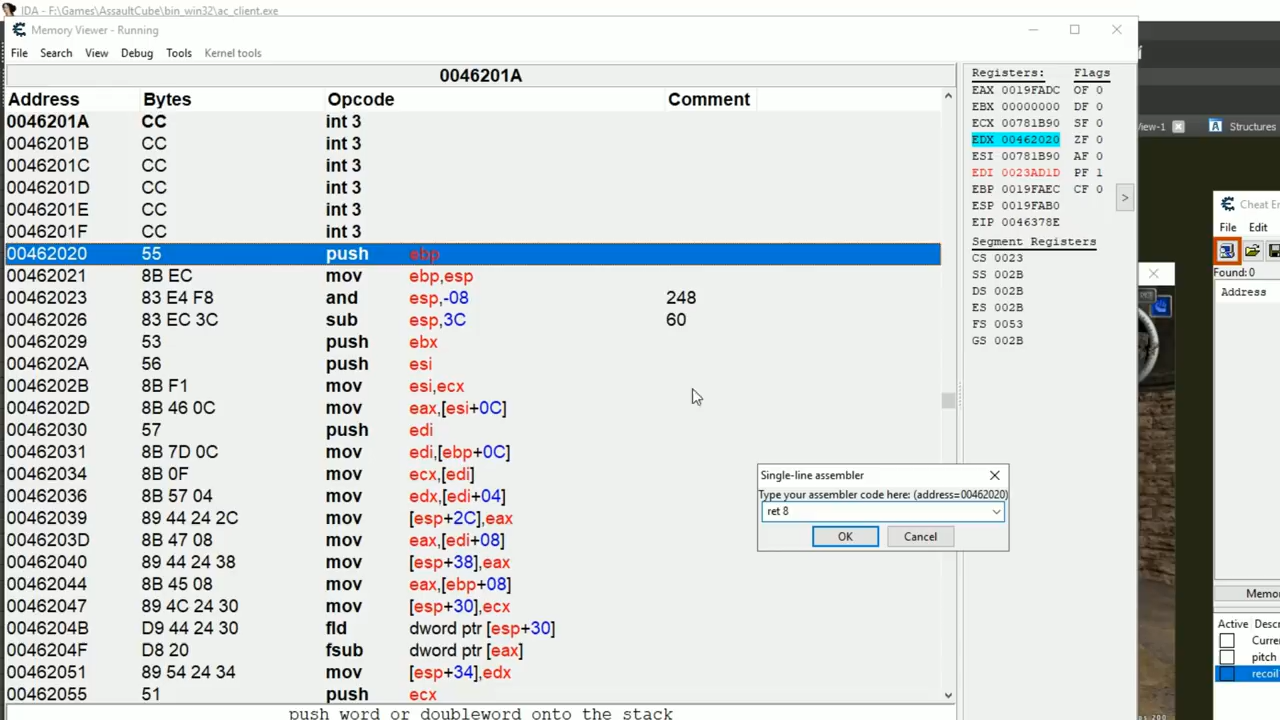 IDA - F:\Games\AssaultCube\bin_win32\ac_client.exe
Memory Viewer - Running
File Search View Debug Tools Kernel tools
0046201A
Address Bytes Opcode Comment
0046201A CC int 3
0046201B CC int 3
0046201C CC int 3
0046201D CC int 3
0046201E CC int 3
0046201F CC int 3
00462020 55 push ebp
00462021 8B EC mov ebp,esp
00462023 83 E4 F8 and esp,-08 248
00462026 83 EC 3C sub esp,3C 60
00462029 53 push ebx
0046202A 56 push esi
0046202B 8B F1 mov esi,ecx
0046202D 8B 46 0C mov eax,[esi+0C]
00462030 57 push edi
00462031 8B 7D 0C mov edi,[ebp+0C]
00462034 8B 0F mov ecx,[edi]
00462036 8B 57 04 mov edx,[edi+04]
00462039 89 44 24 2C mov [esp+2C],eax
0046203D 8B 47 08 mov eax,[edi+08]
00462040 89 44 24 38 mov [esp+38],eax
00462044 8B 45 08 mov eax,[ebp+08]
00462047 89 4C 24 30 mov [esp+30],ecx
0046204B D9 44 24 30 fld dword ptr [esp+30]
0046204F D8 20 fsub dword ptr [eax]
00462051 89 54 24 34 mov [esp+34],edx
00462055 51 push ecx
push word or doubleword onto the stack
Registers: Flags
EAX 0019FADC OF 0
EBX 00000000 DF 0
ECX 00781B90 SF 0
EDX 00462020 ZF 0
ESI 00781B90 AF 0
EDI 0023AD1D PF 1
EBP 0019FAEC CF 0
ESP 0019FAB0
EIP 0046378E
Segment Registers
CS 0023
SS 002B
DS 002B
ES 002B
FS 0053
GS 002B
>
Single-line assembler
Type your assembler code here: (address=00462020)
ret 8
OK Cancel
iew-1 Structures
Cheat En
File Edit
Found: 0
Address
Memo
Active Descr
Curre
pitch
recoil